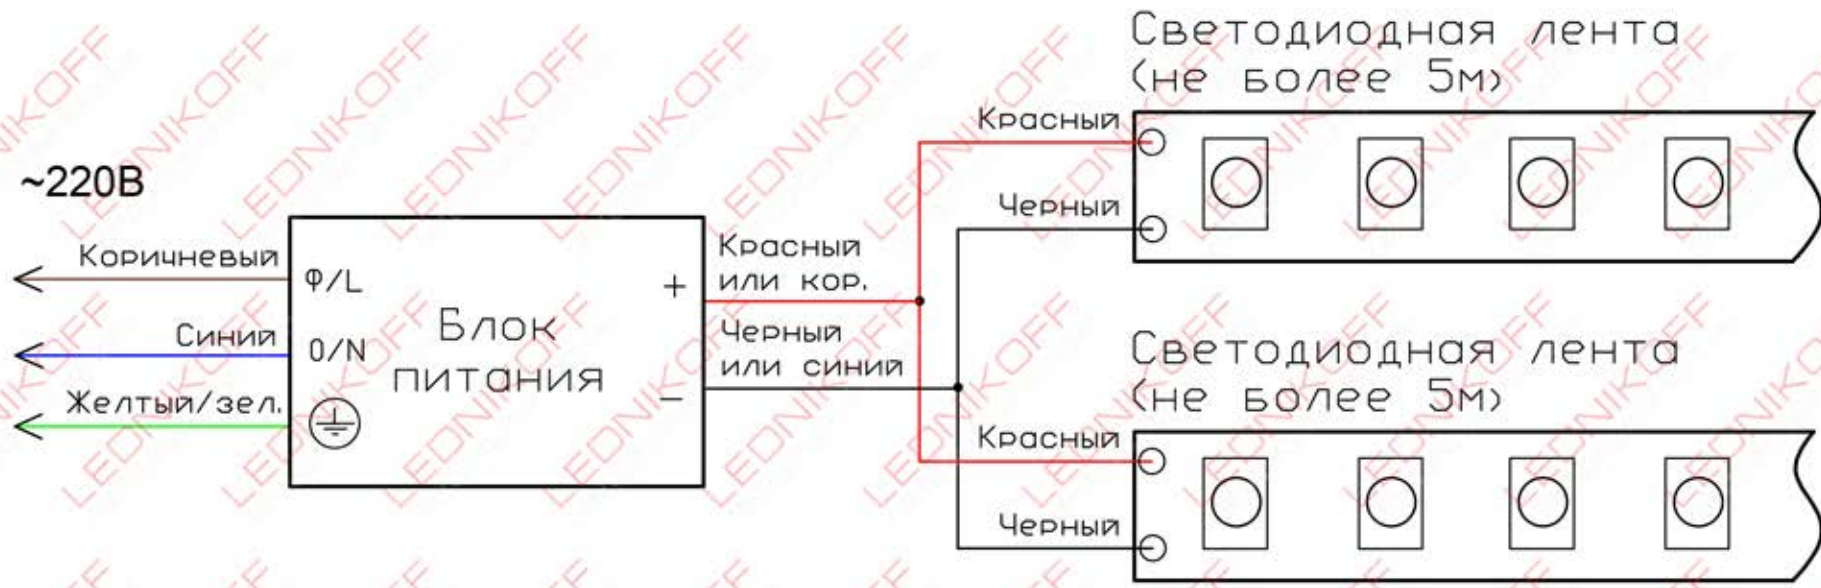 Светодиодная лента
(не более 5м)
Красный
Черный
~220В
Коричневый
Синий
Желтый/зел.
Ф/L
0/N
Блок
питания
+
−
Красный
или кор.
Черный
или синий
Светодиодная лента
(не более 5м)
Красный
Черный
LEDNIKOFF